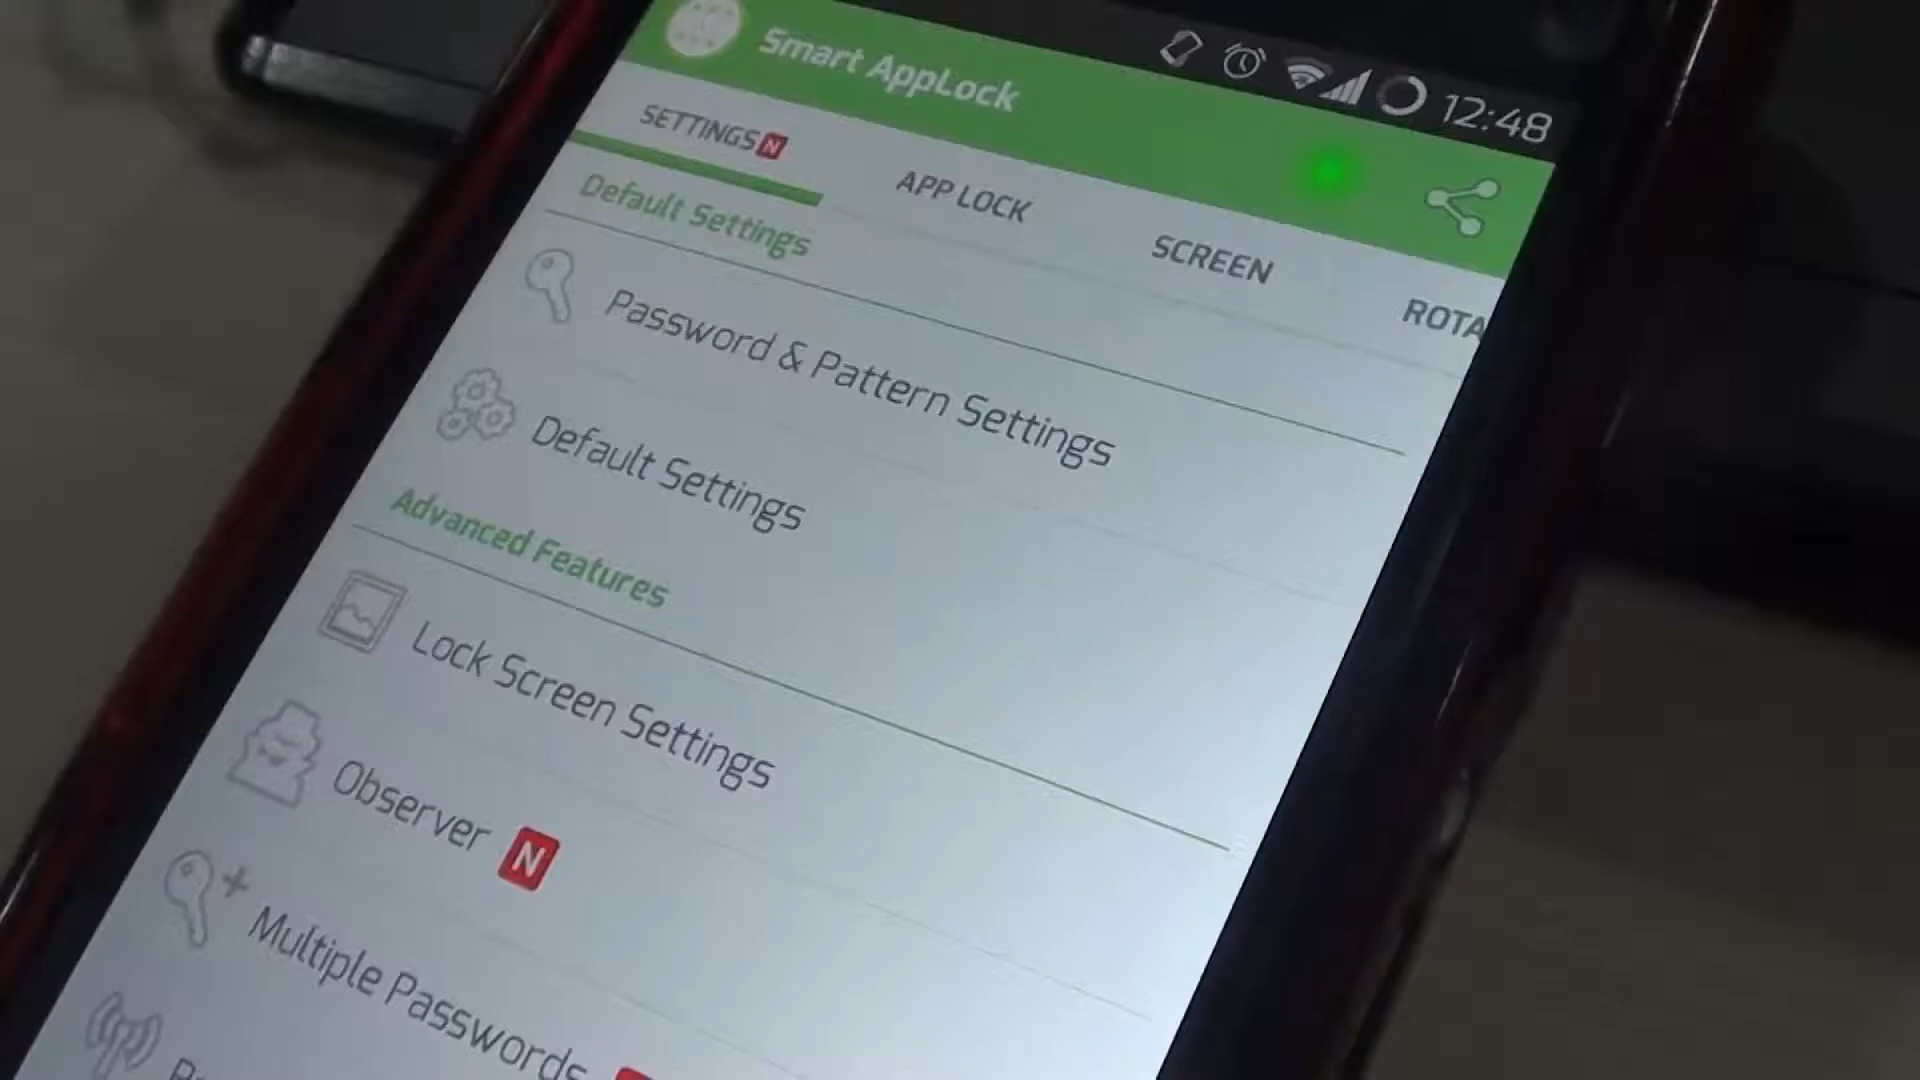 12:48
Smart AppLock
SETTINGS N
APP LOCK
SCREEN
ROTA
Default Settings
Password & Pattern Settings
Default Settings
Advanced Features
Lock Screen Settings
Observer N
Multiple Passwords